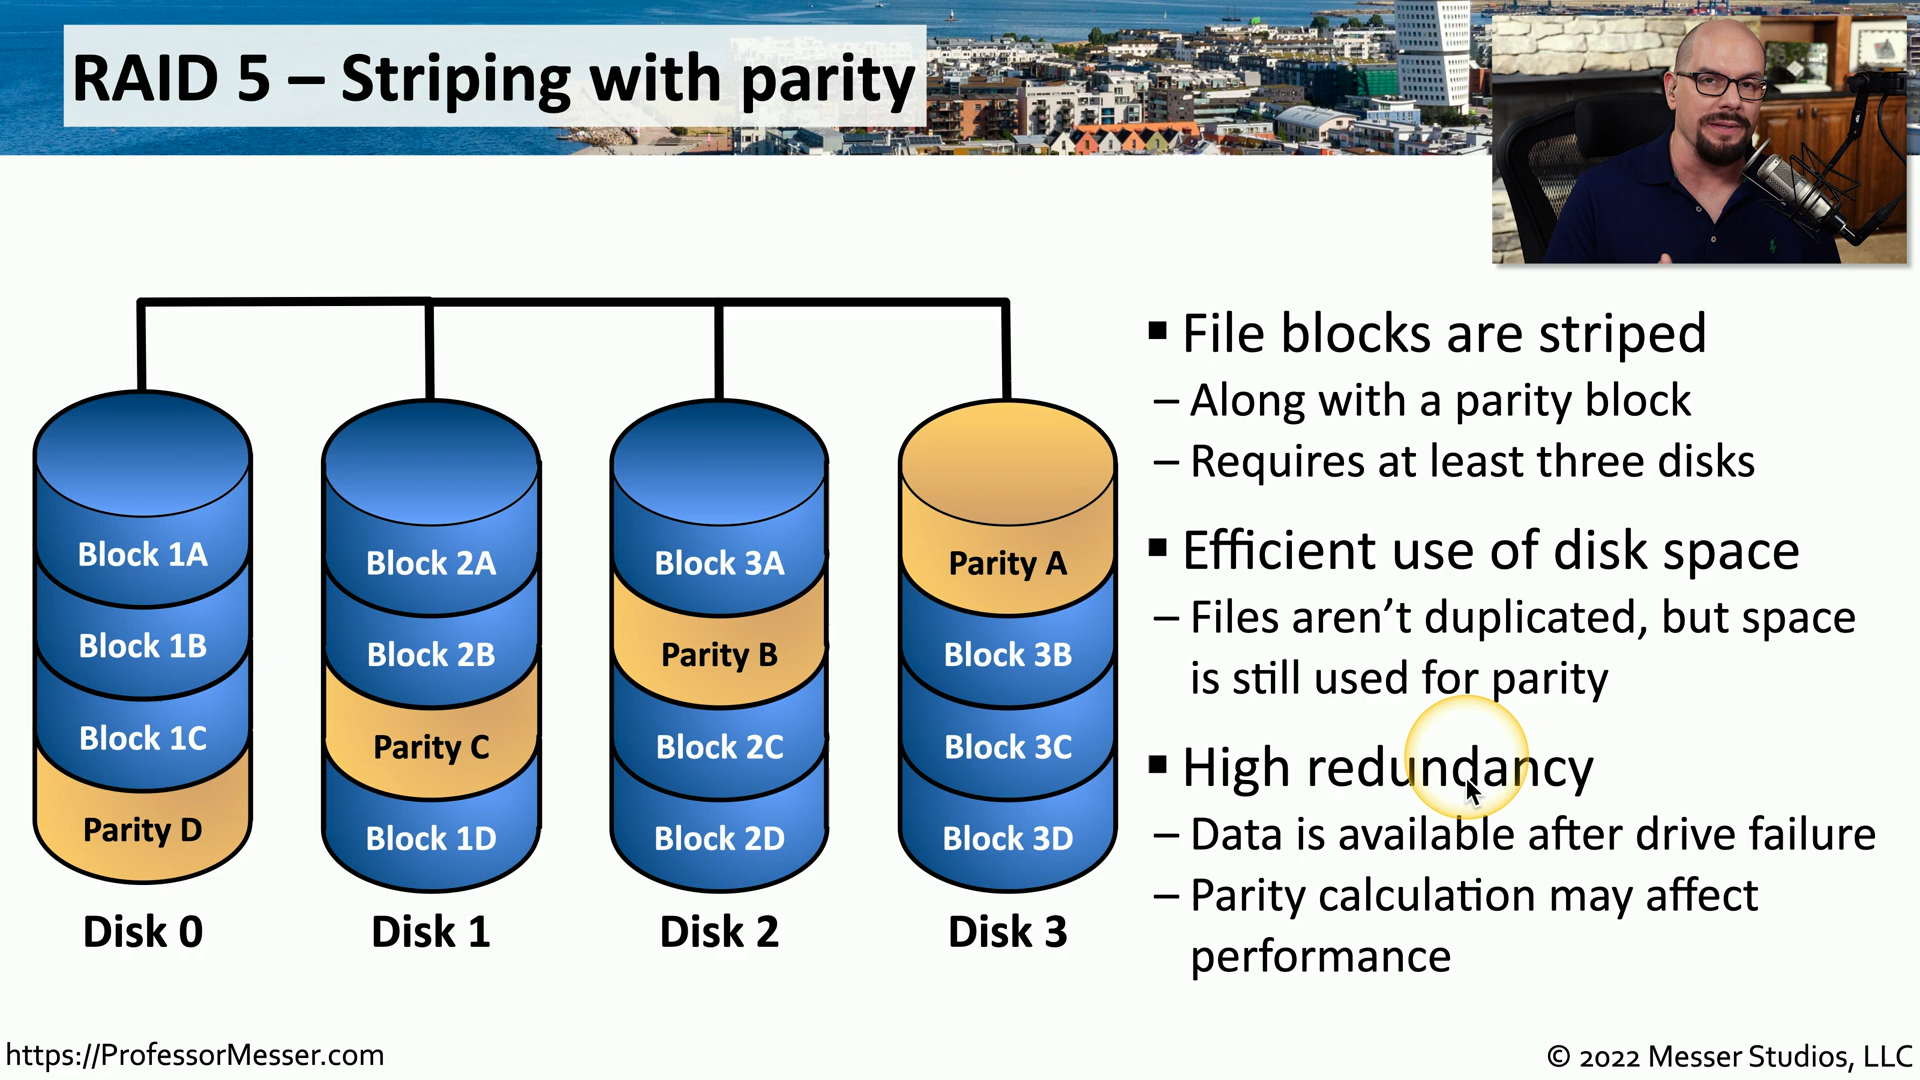 RAID 5 – Striping with parity
Block 1A
Block 2A
Block 3A
Parity A
Block 1B
Block 2B
Parity B
Block 3B
Block 1C
Parity C
Block 2C
Block 3C
Parity D
Block 1D
Block 2D
Block 3D
Disk 0
Disk 1
Disk 2
Disk 3
▪ File blocks are striped
– Along with a parity block
– Requires at least three disks
▪ Efficient use of disk space
– Files aren’t duplicated, but space
is still used for parity
▪ High redundancy
– Data is available after drive failure
– Parity calculation may affect
performance
https://ProfessorMesser.com
© 2022 Messer Studios, LLC